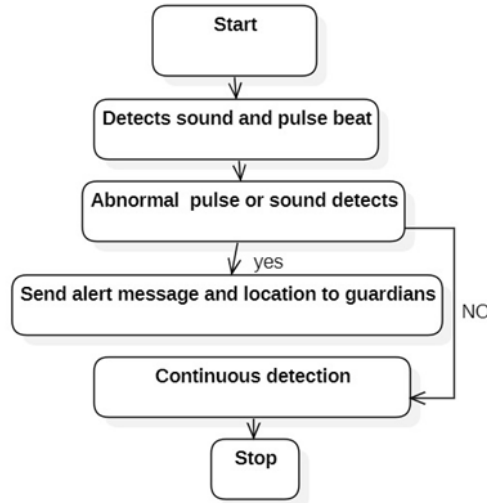 Start
Detects sound and pulse beat
Abnormal pulse or sound detects
yes
Send alert message and location to guardians
NO
Continuous detection
Stop